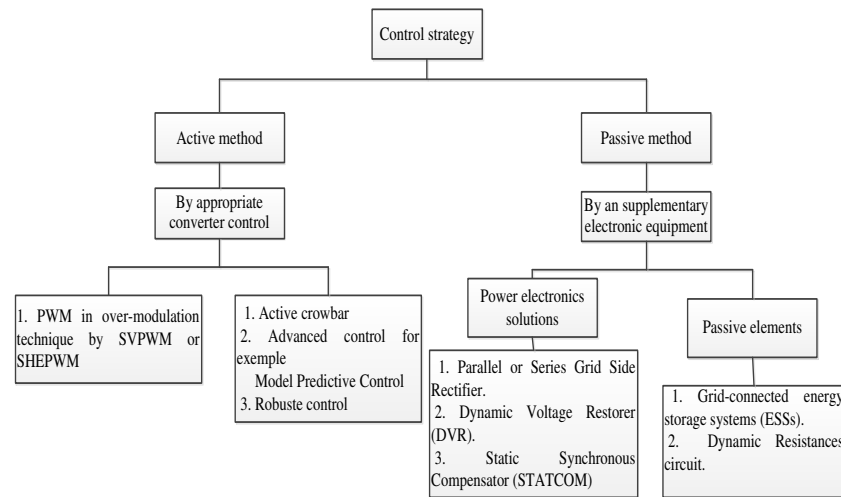 Control strategy
Active method
Passive method
By appropriate
converter control
By an supplementary
electronic equipment
1. PWM in over-modulation
technique by SVPWM or
SHEPWM
1. Active crowbar
2. Advanced control for
exemple
Model Predictive Control
3. Robuste control
Power electronics
solutions
Passive elements
1. Parallel or Series Grid Side
Rectifier.
2. Dynamic Voltage Restorer
(DVR).
3. Static Synchronous
Compensator (STATCOM)
1. Grid-connected energy
storage systems (ESSs).
2. Dynamic Resistances
circuit.